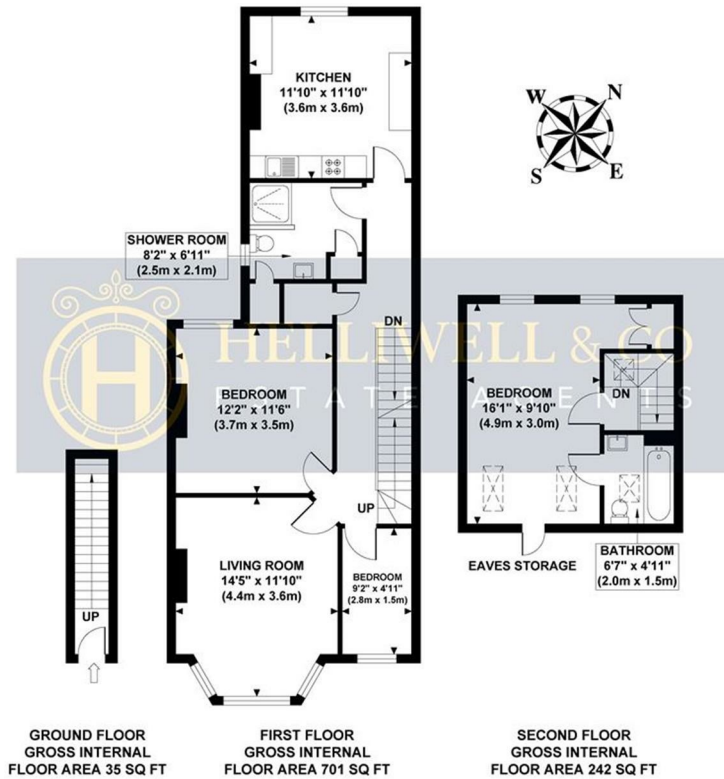 KITCHEN
11'10" x 11'10"
(3.6m x 3.6m)
W N
S E
SHOWER ROOM
8'2" x 6'11"
(2.5m x 2.1m)
HELLIWELL & CO
ESTATE AGENTS
H
DN
BEDROOM
12'2" x 11'6"
(3.7m x 3.5m)
UP
LIVING ROOM
14'5" x 11'10"
(4.4m x 3.6m)
BEDROOM
9'2" x 4'11"
(2.8m x 1.5m)
UP
BEDROOM
16'1" x 9'10"
(4.9m x 3.0m)
DN
EAVES STORAGE
BATHROOM
6'7" x 4'11"
(2.0m x 1.5m)
GROUND FLOOR
GROSS INTERNAL
FLOOR AREA 35 SQ FT
FIRST FLOOR
GROSS INTERNAL
FLOOR AREA 701 SQ FT
SECOND FLOOR
GROSS INTERNAL
FLOOR AREA 242 SQ FT